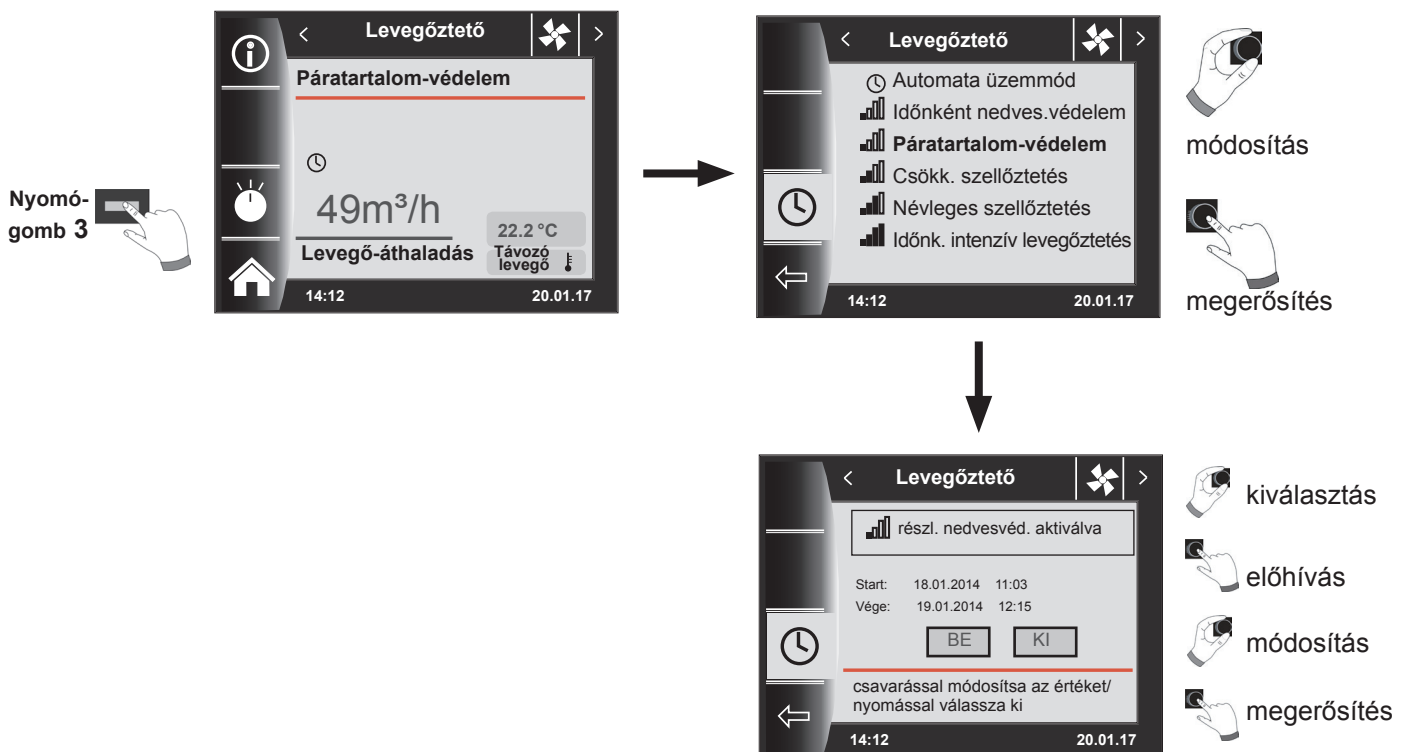 Nyomó-
gomb 3
< Levegőztető >
Páratartalom-védelem
49m³/h
Levegő-áthaladás
22.2 °C
Távozó
levegő
14:12 20.01.17
< Levegőztető >
Automata üzemmód
Időnként nedves.védelem
Páratartalom-védelem
Csökk. szellőztetés
Névleges szellőztetés
Időnk. intenzív levegőztetés
14:12 20.01.17
módosítás
megerősítés
< Levegőztető >
részl. nedvesvéd. aktiválva
Start: 18.01.2014 11:03
Vége: 19.01.2014 12:15
BE KI
csavarással módosítsa az értéket/
nyomással válassza ki
14:12 20.01.17
kiválasztás
előhívás
módosítás
megerősítés